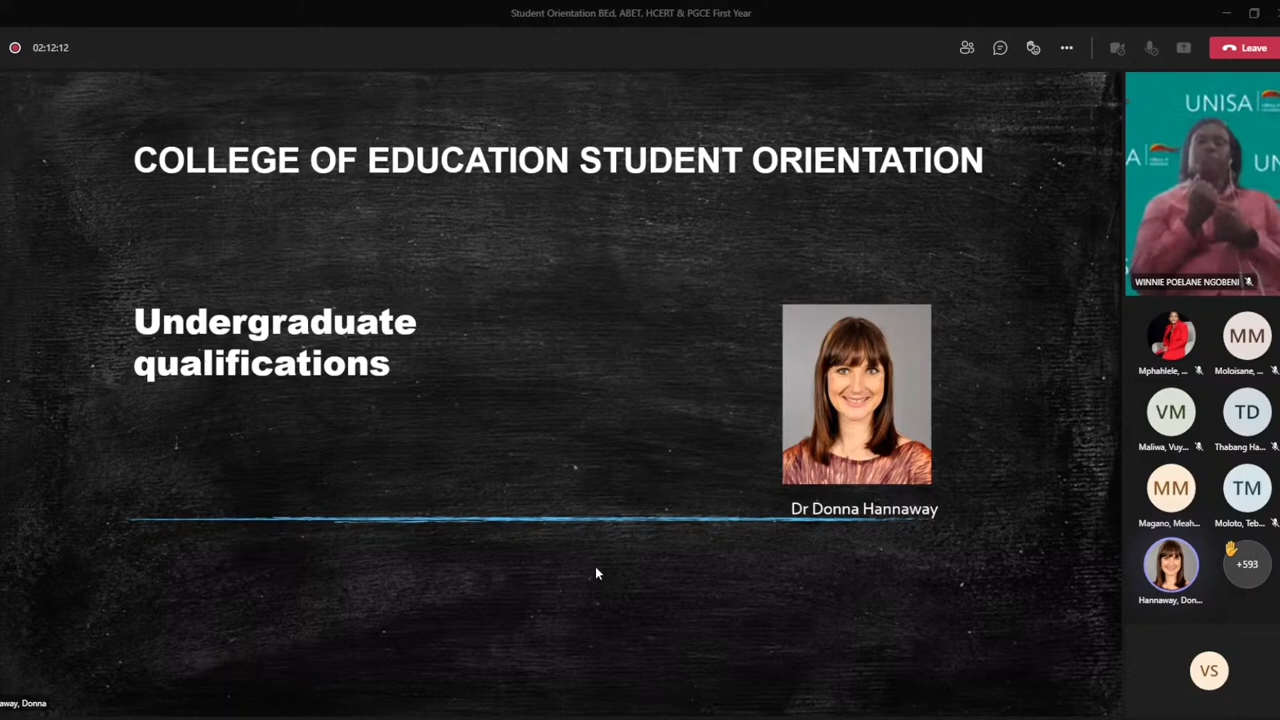 Student Orientation BEd, ABET, HCERT & PGCE First Year
02:12:12
Leave
COLLEGE OF EDUCATION STUDENT ORIENTATION
Undergraduate
qualifications
Dr Donna Hannaway
UNISA
UN
WINNIE POELANE NGOBENI
MM
Mphahlele, ...
Moloisane, ...
VM
TD
Maliwa, Vuy...
Thabang Ha...
MM
TM
Magano, Meah...
Moloto, Teb...
+593
Hannaway, Don...
VS
away, Donna